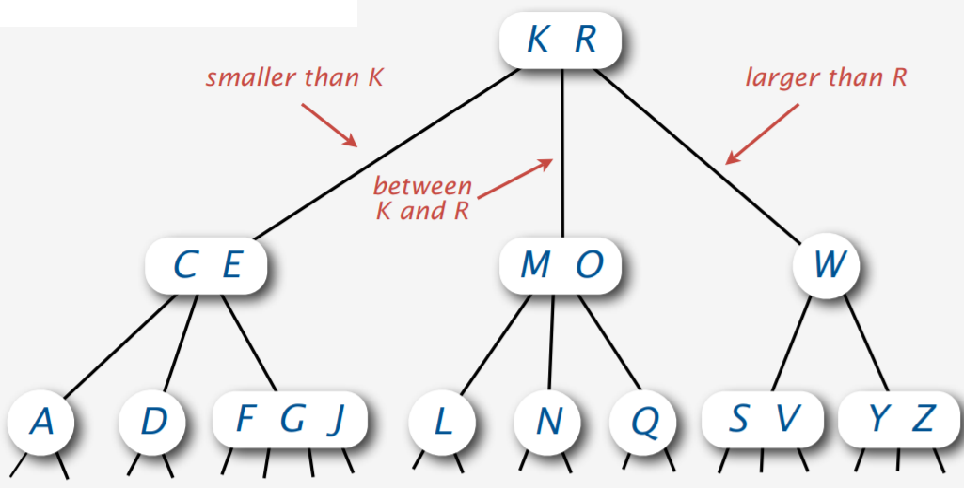 K R
smaller than K
larger than R
between
K and R
C E
M O
W
A
D
F G J
L
N
Q
S V
Y Z